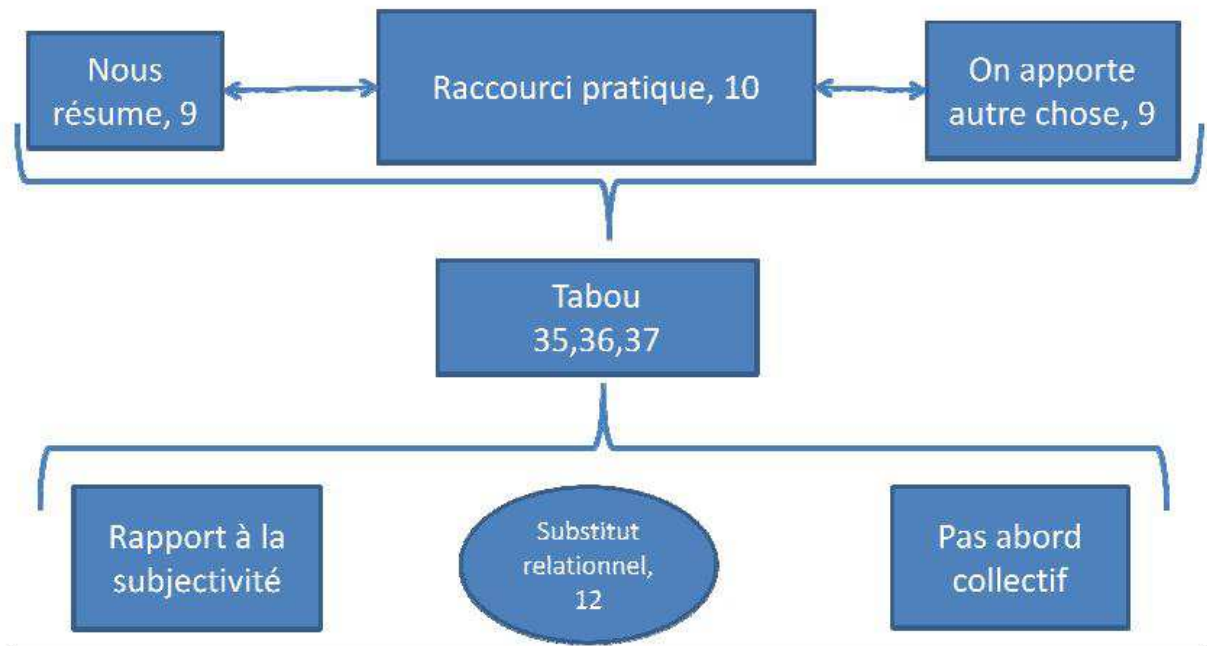 Nous
résume, 9
Raccourci pratique, 10
On apporte
autre chose, 9
Tabou
35,36,37
Rapport à la
subjectivité
Substitut
relationnel,
12
Pas abord
collectif